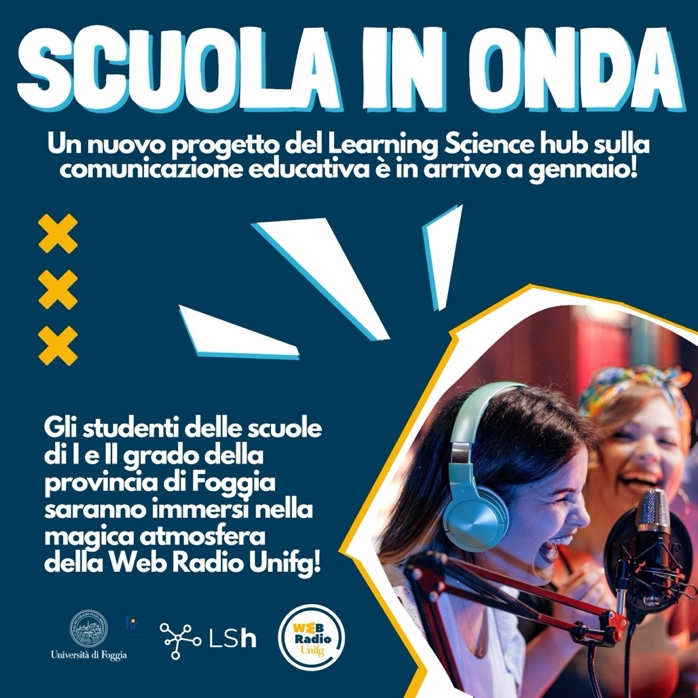 SCUOLA IN ONDA
Un nuovo progetto del Learning Science hub sulla
comunicazione educativa è in arrivo a gennaio!
Gli studenti delle scuole
di I e II grado della
provincia di Foggia
saranno immersi nella
magica atmosfera
della Web Radio Unifg!
Università di Foggia
LSh
WEB
Radio
Unifg